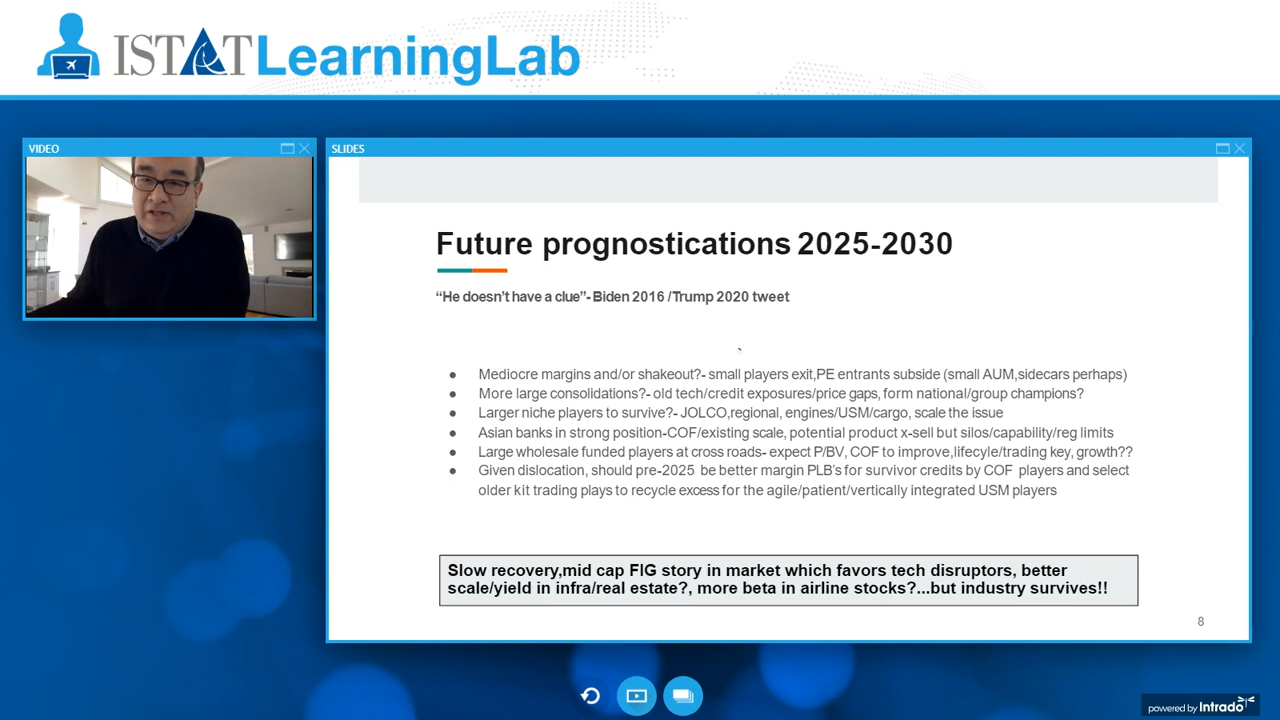 ISTAT LearningLab
VIDEO
SLIDES
Future prognostications 2025-2030
“He doesn’t have a clue”- Biden 2016 /Trump 2020 tweet
`
● Mediocre margins and/or shakeout?- small players exit,PE entrants subside (small AUM,sidecars perhaps)
● More large consolidations?- old tech/credit exposures/price gaps, form national/group champions?
● Larger niche players to survive?- JOLCO,regional, engines/USM/cargo, scale the issue
● Asian banks in strong position-COF/existing scale, potential product x-sell but silos/capability/reg limits
● Large wholesale funded players at cross roads- expect P/BV, COF to improve,lifecyle/trading key, growth??
● Given dislocation, should pre-2025 be better margin PLB’s for survivor credits by COF players and select
older kit trading plays to recycle excess for the agile/patient/vertically integrated USM players
Slow recovery,mid cap FIG story in market which favors tech disruptors, better
scale/yield in infra/real estate?, more beta in airline stocks?...but industry survives!!
8
powered by Intrado